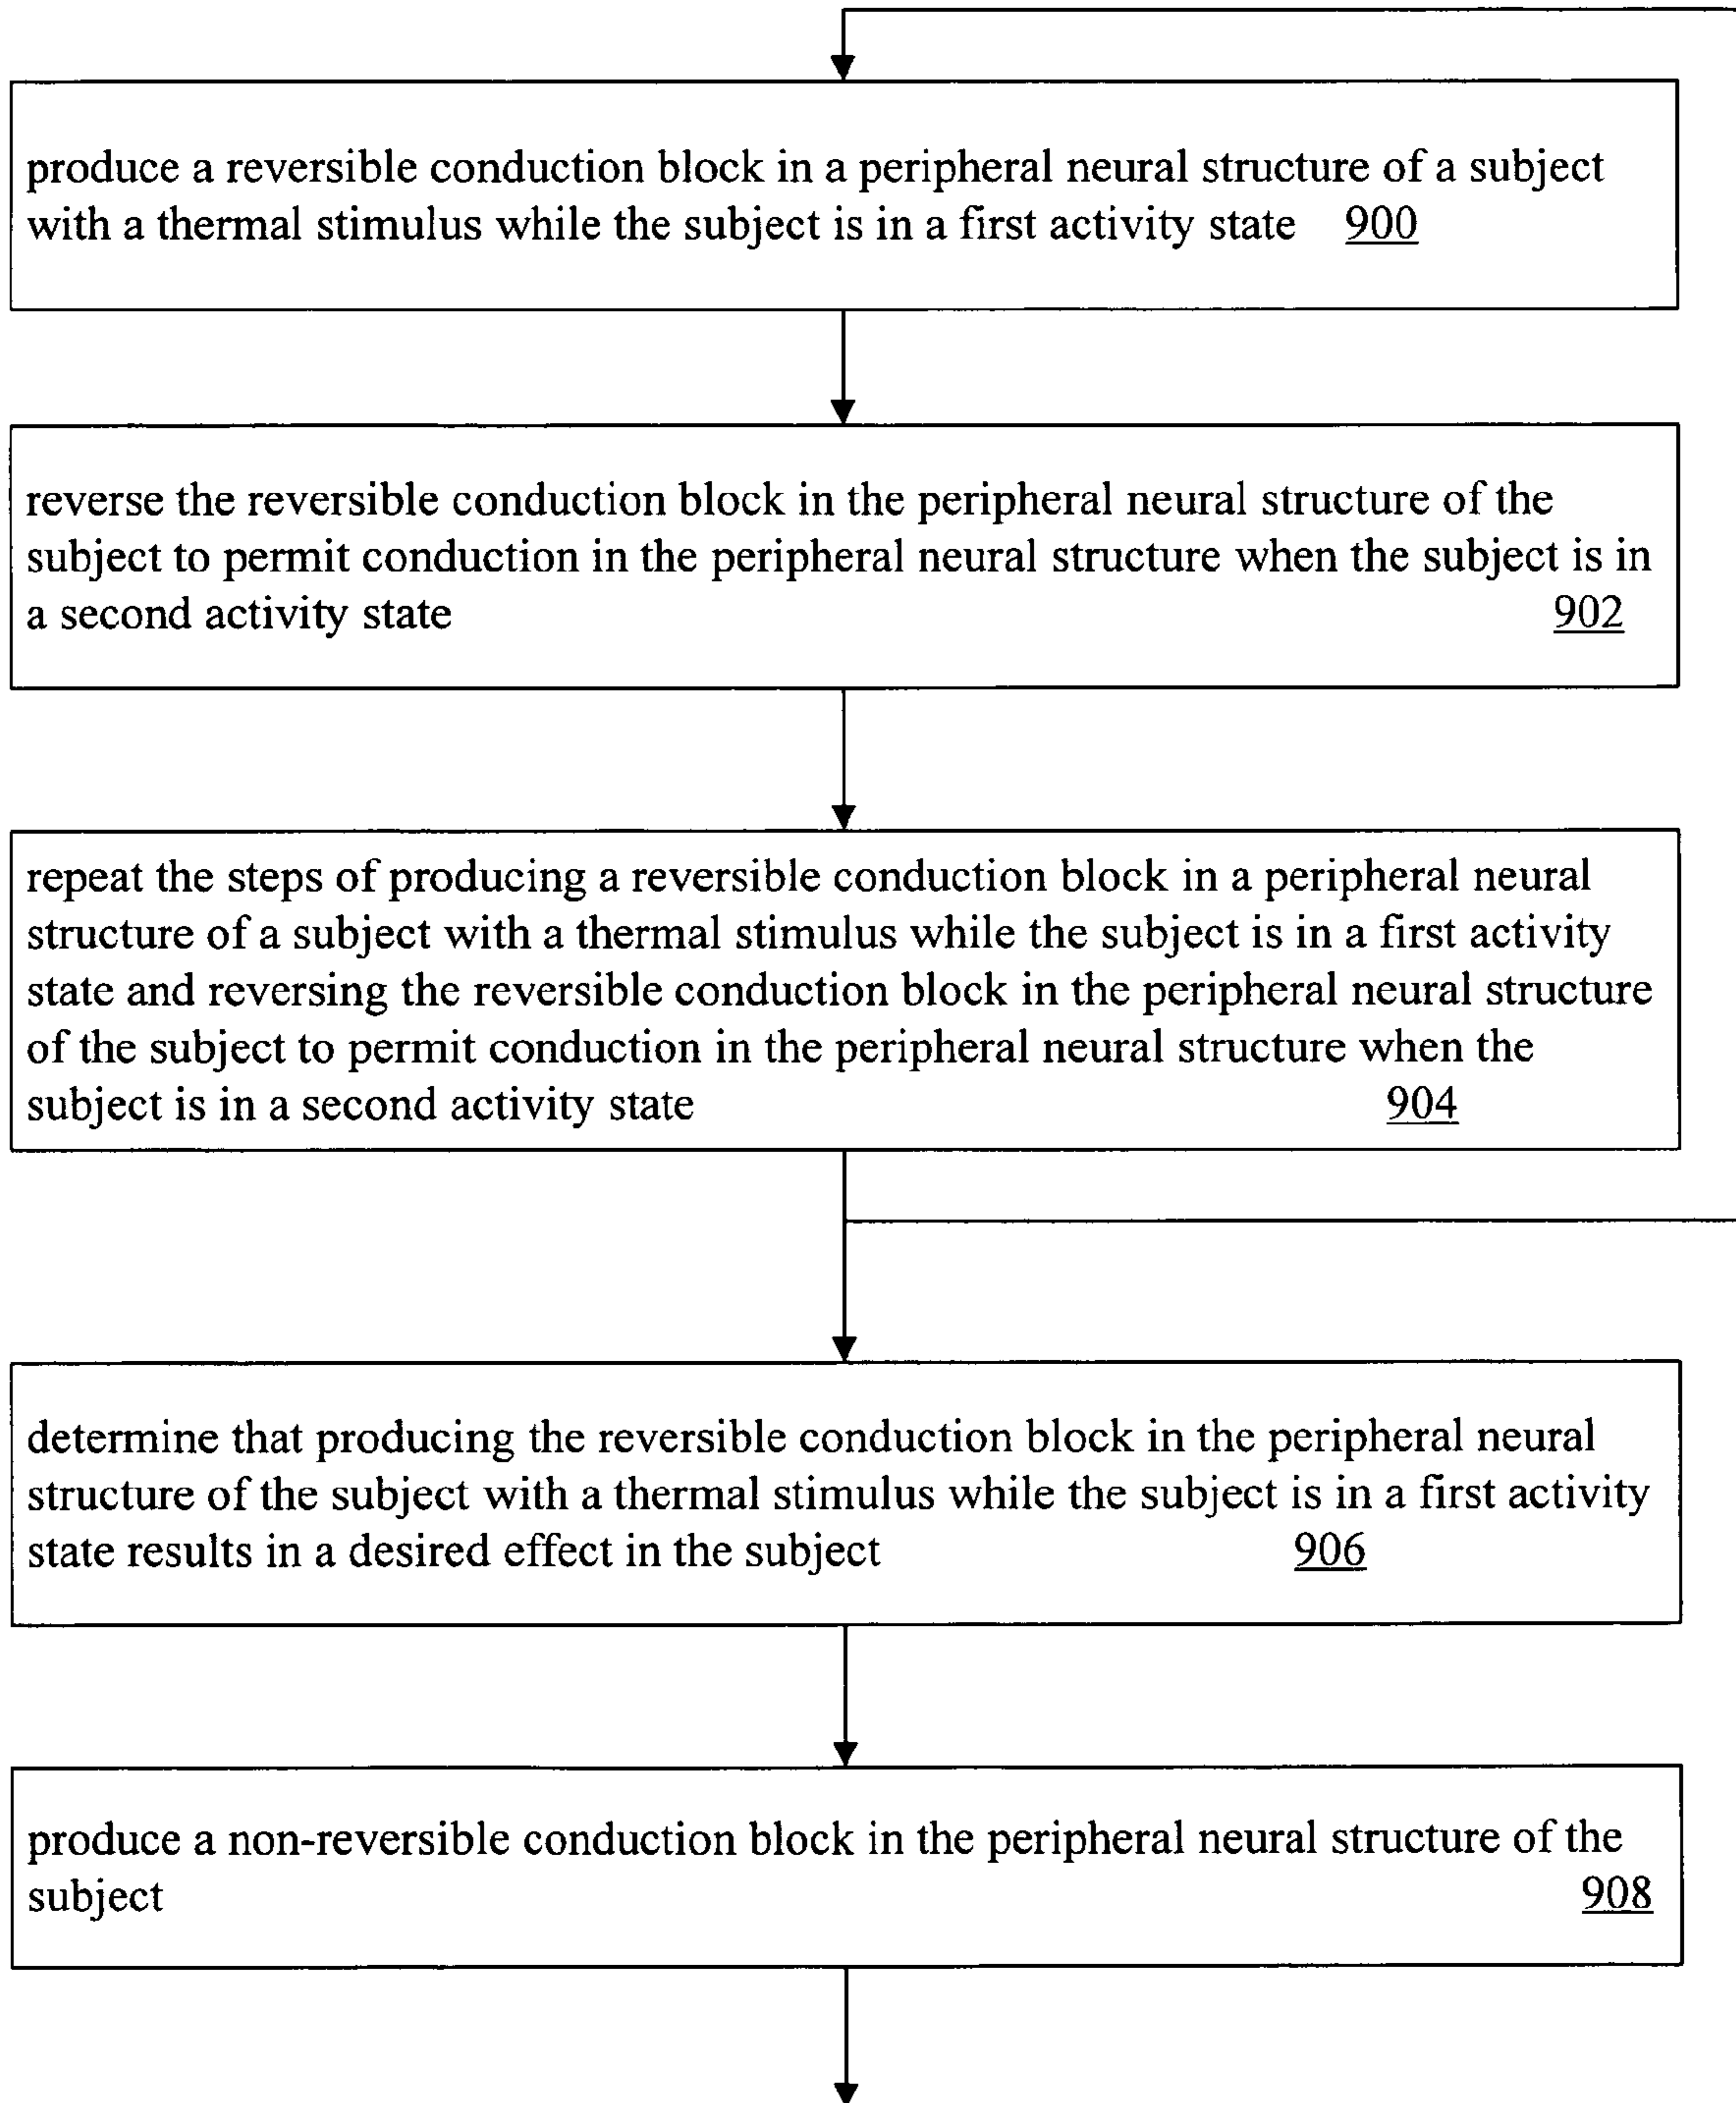 produce a reversible conduction block in a peripheral neural structure of a subject
with a thermal stimulus while the subject is in a first activity state 900
reverse the reversible conduction block in the peripheral neural structure of the
subject to permit conduction in the peripheral neural structure when the subject is in
a second activity state 902
repeat the steps of producing a reversible conduction block in a peripheral neural
structure of a subject with a thermal stimulus while the subject is in a first activity
state and reversing the reversible conduction block in the peripheral neural structure
of the subject to permit conduction in the peripheral neural structure when the
subject is in a second activity state 904
determine that producing the reversible conduction block in the peripheral neural
structure of the subject with a thermal stimulus while the subject is in a first activity
state results in a desired effect in the subject 906
produce a non-reversible conduction block in the peripheral neural structure of the
subject 908